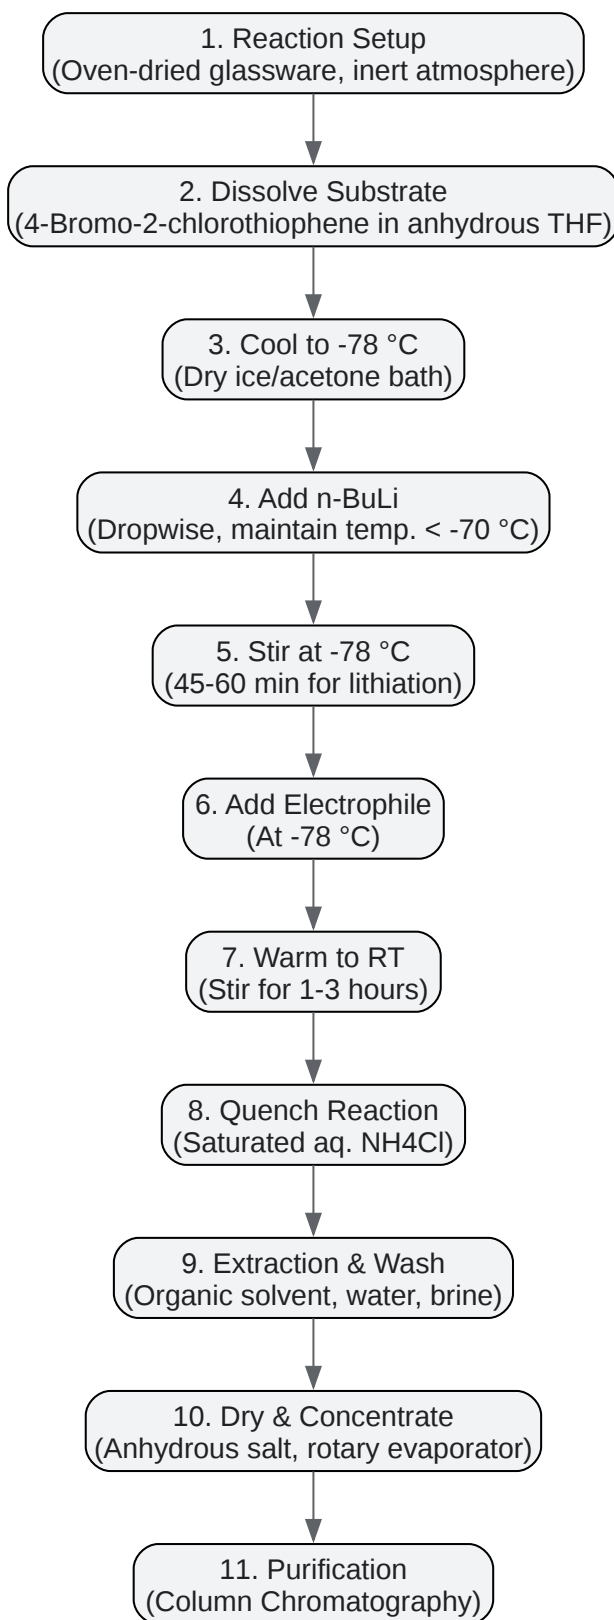 1. Reaction Setup
(Oven-dried glassware, inert atmosphere)
2. Dissolve Substrate
(4-Bromo-2-chlorothiophene in anhydrous THF)
3. Cool to -78 °C
(Dry ice/acetone bath)
4. Add n-BuLi
(Dropwise, maintain temp. < -70 °C)
5. Stir at -78 °C
(45-60 min for lithiation)
6. Add Electrophile
(At -78 °C)
7. Warm to RT
(Stir for 1-3 hours)
8. Quench Reaction
(Saturated aq. NH4Cl)
9. Extraction & Wash
(Organic solvent, water, brine)
10. Dry & Concentrate
(Anhydrous salt, rotary evaporator)
11. Purification
(Column Chromatography)